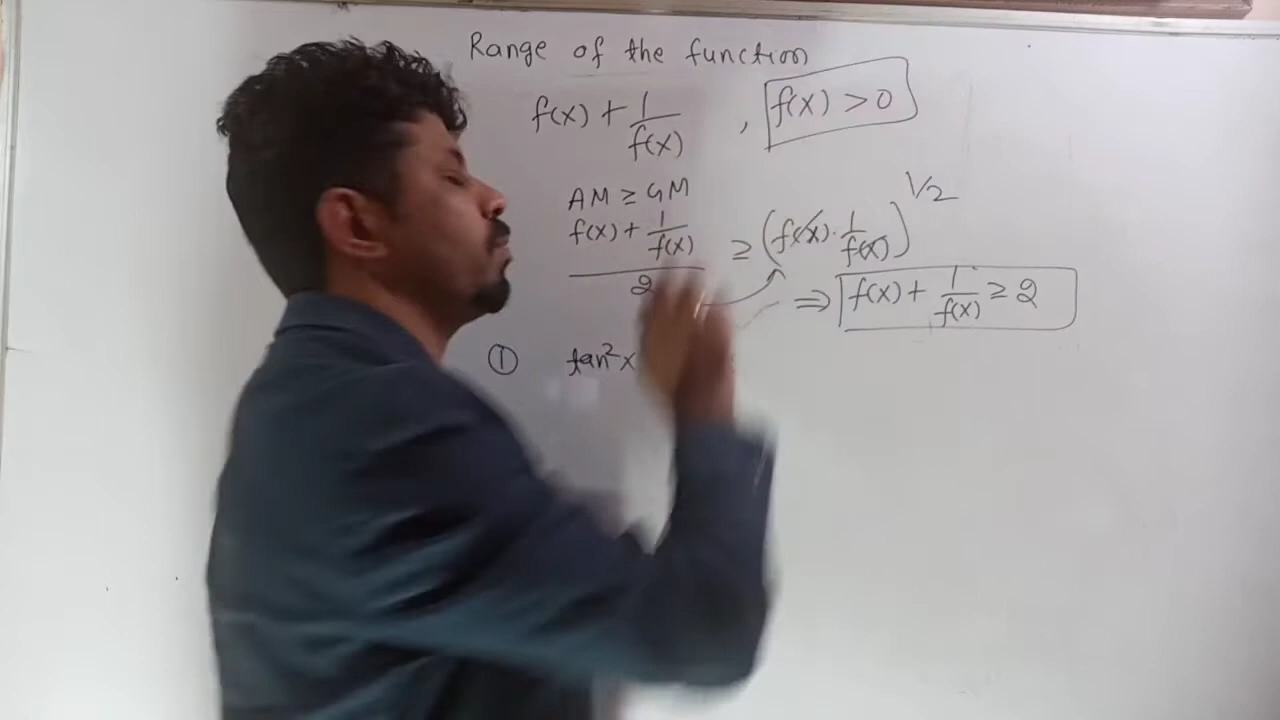 Range of the function
f(x) + 1/f(x) , f(x) > 0
AM ≥ GM
(f(x) + 1/f(x))/2 ≥ (f(x) · 1/f(x))^1/2
⇒ f(x) + 1/f(x) ≥ 2
① tan²x